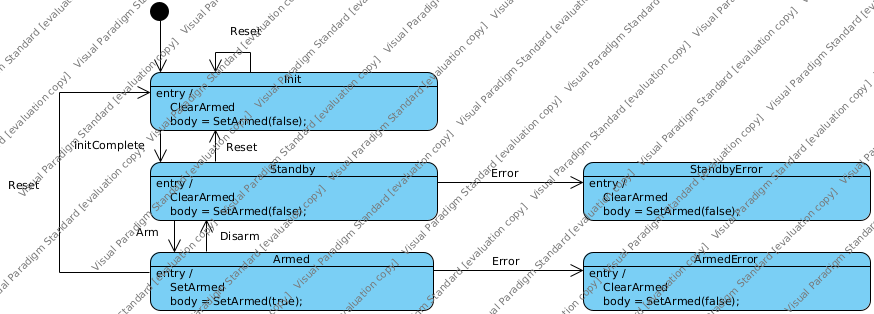 Reset
Init
entry /
ClearArmed
body = SetArmed(false);
initComplete
Reset
Reset
Standby
entry /
ClearArmed
body = SetArmed(false);
Error
StandbyError
entry /
ClearArmed
body = SetArmed(false);
Arm
Disarm
Armed
entry /
SetArmed
body = SetArmed(true);
Error
ArmedError
entry /
ClearArmed
body = SetArmed(false);
Visual Paradigm Standard [evaluation copy]